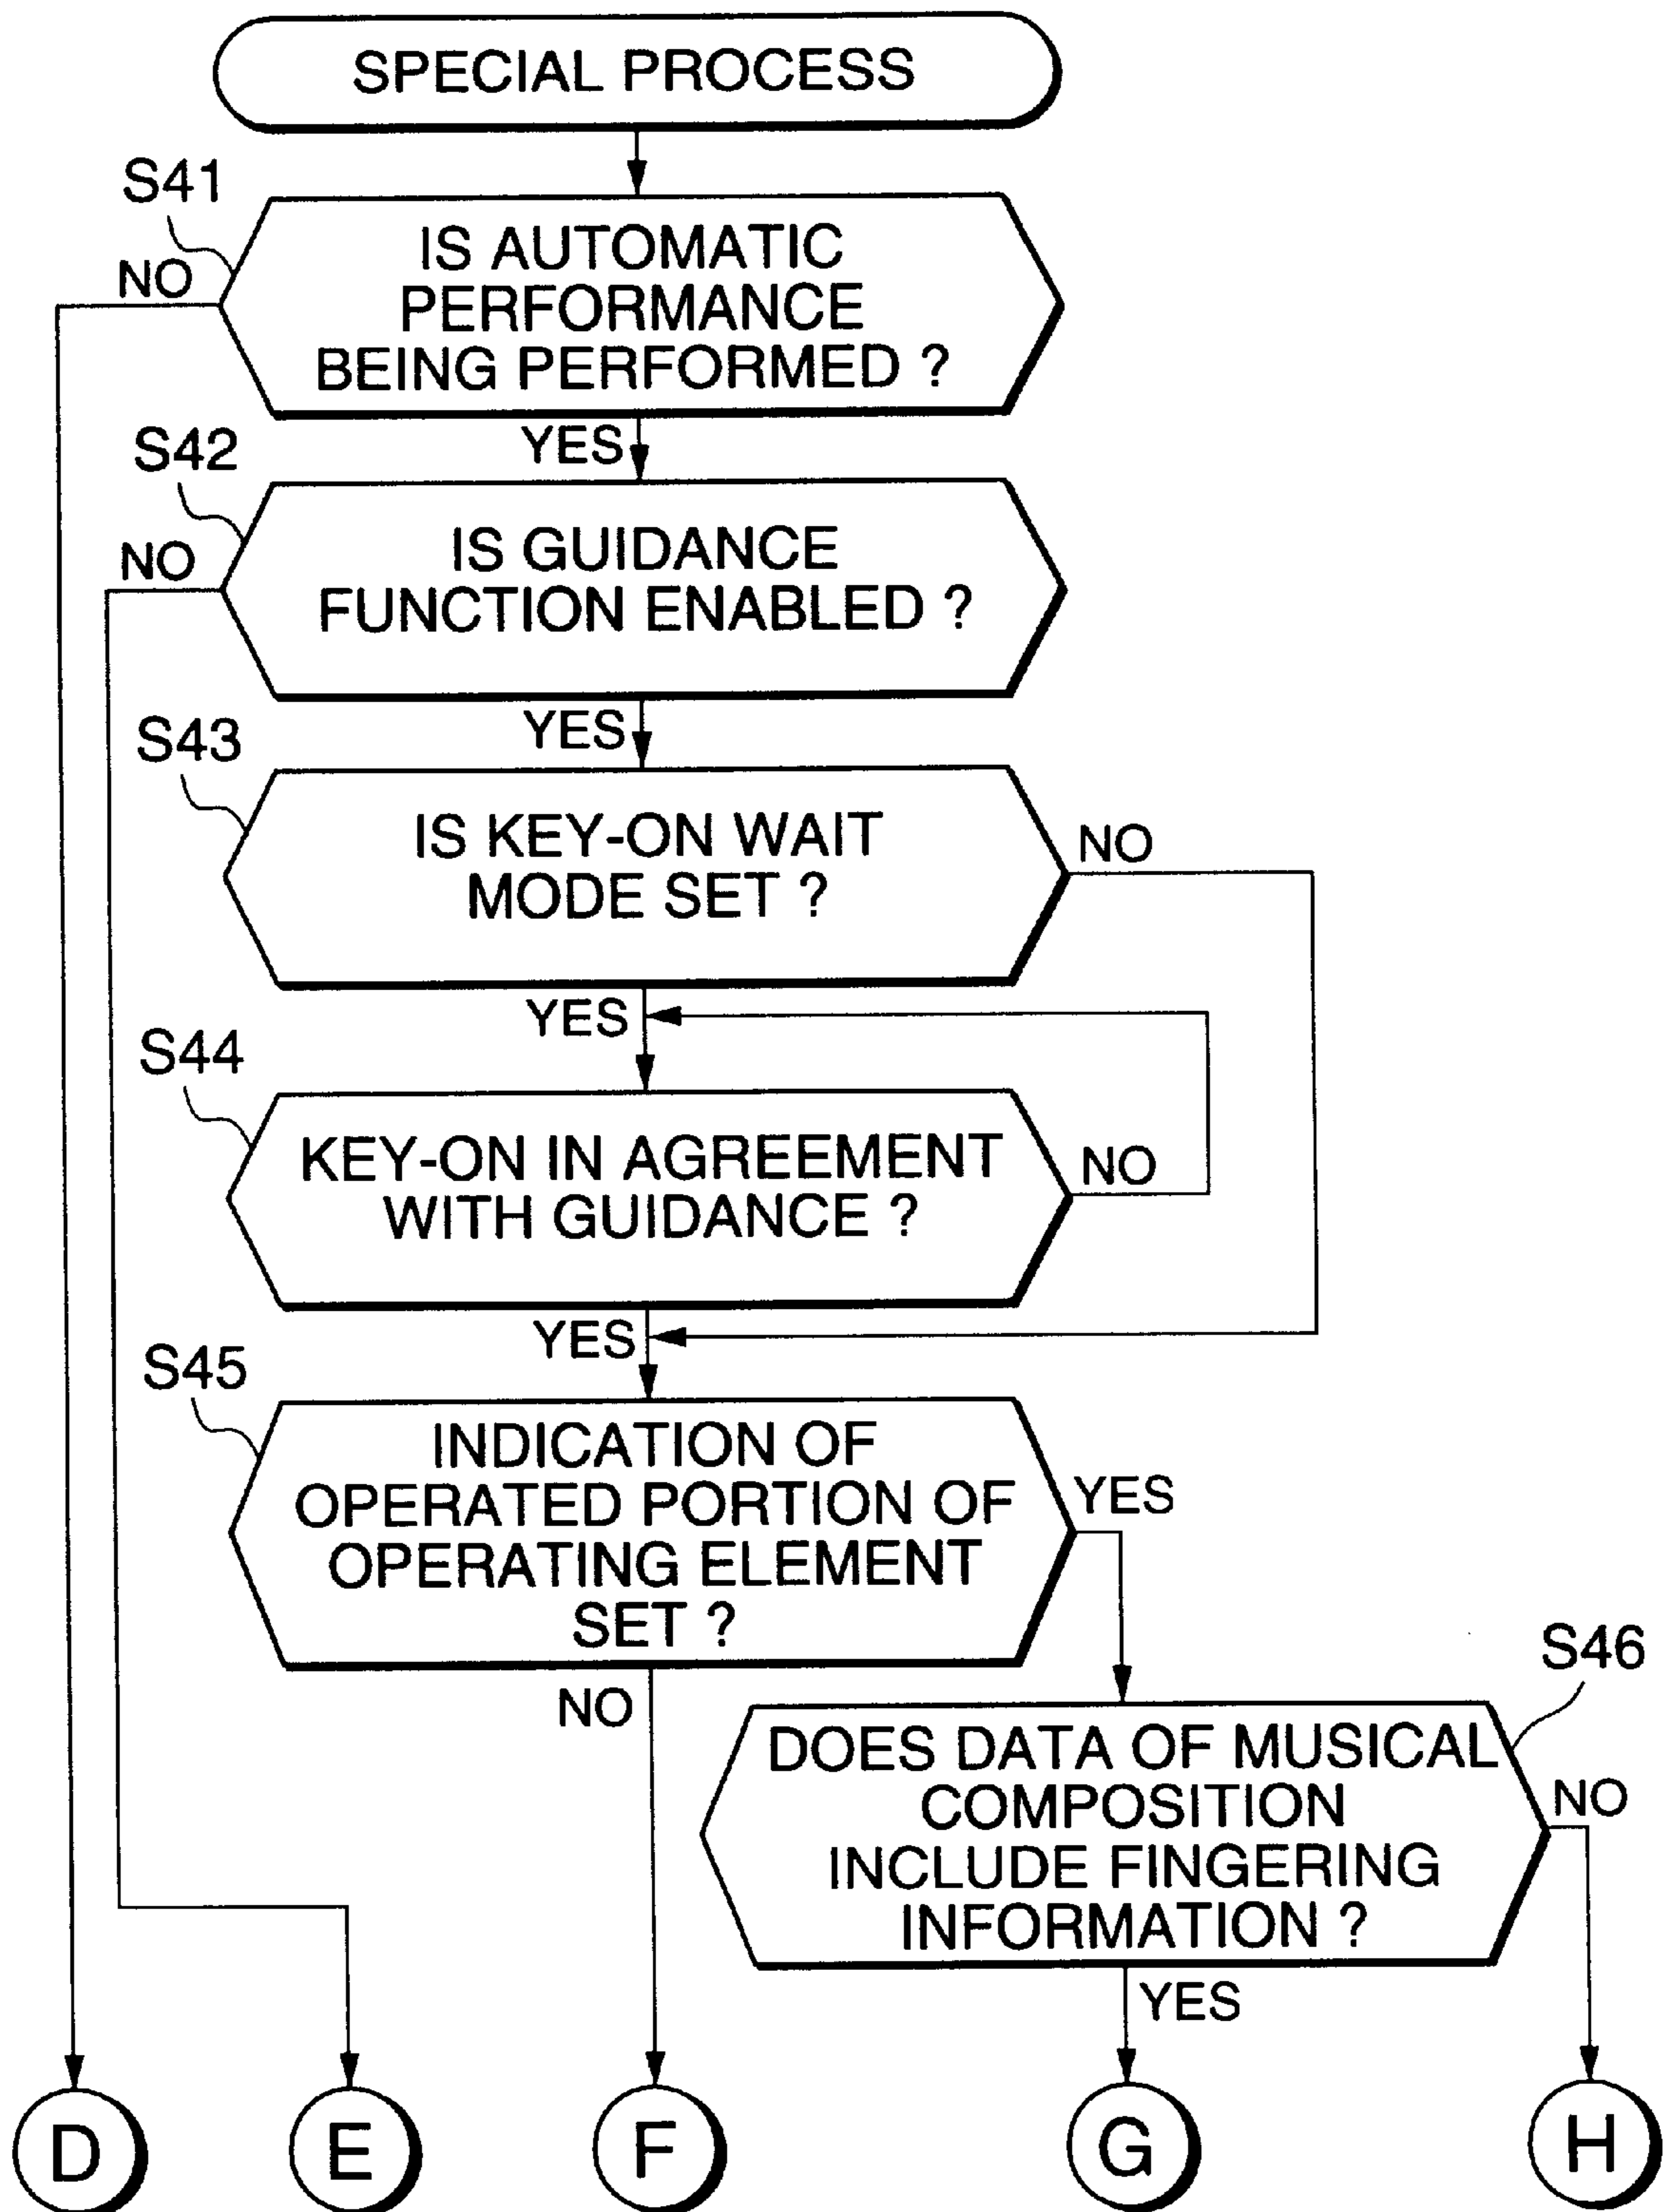 SPECIAL PROCESS
S41
IS AUTOMATIC
PERFORMANCE
BEING PERFORMED ?
NO
YES
S42
IS GUIDANCE
FUNCTION ENABLED ?
NO
YES
S43
IS KEY-ON WAIT
MODE SET ?
NO
YES
S44
KEY-ON IN AGREEMENT
WITH GUIDANCE ?
NO
YES
S45
INDICATION OF
OPERATED PORTION OF
OPERATING ELEMENT
SET ?
YES
NO
S46
DOES DATA OF MUSICAL
COMPOSITION
INCLUDE FINGERING
INFORMATION ?
NO
YES
D
E
F
G
H